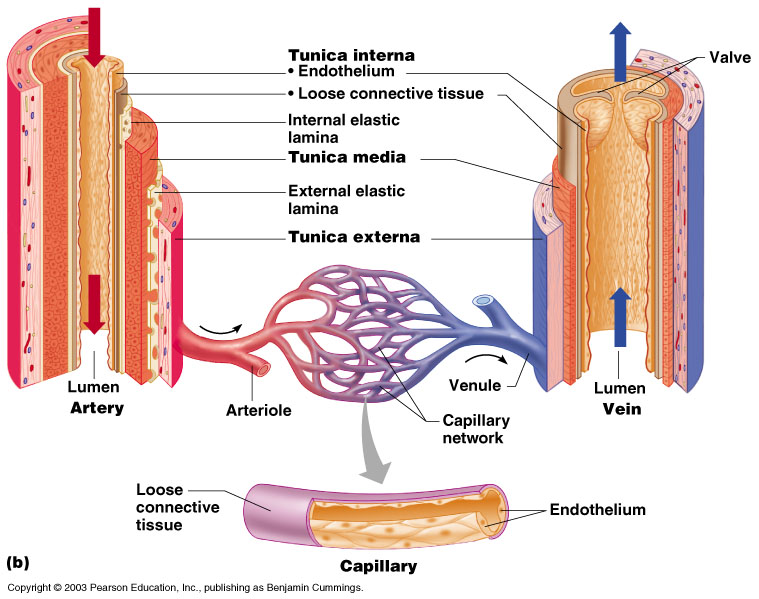 Tunica interna
• Endothelium
• Loose connective tissue
Internal elastic
lamina
Tunica media
External elastic
lamina
Tunica externa
Valve
Lumen
Artery
Arteriole
Venule
Capillary
network
Lumen
Vein
Loose
connective
tissue
Endothelium
Capillary
(b)
Copyright © 2003 Pearson Education, Inc., publishing as Benjamin Cummings.